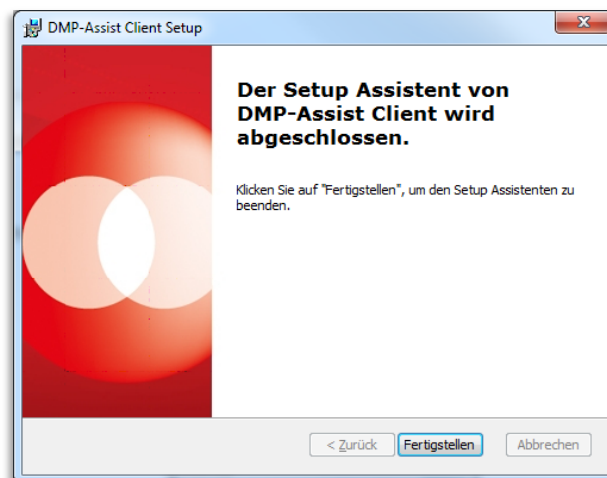 DMP-Assist Client Setup
Der Setup Assistent von
DMP-Assist Client wird
abgeschlossen.
Klicken Sie auf "Fertigstellen", um den Setup Assistenten zu
beenden.
< Zurück Fertigstellen Abbrechen